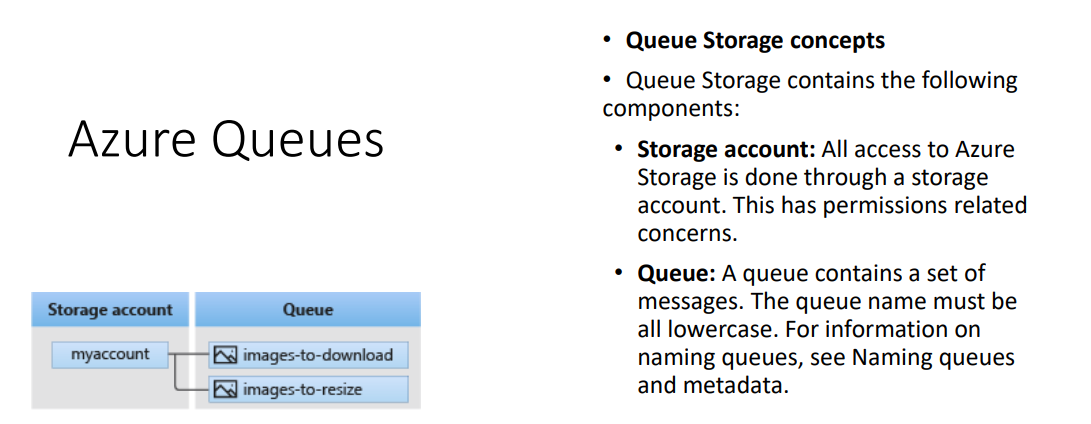 Azure Queues
Storage account
Queue
myaccount
images-to-download
images-to-resize
• Queue Storage concepts
• Queue Storage contains the following
components:
• Storage account: All access to Azure
Storage is done through a storage
account. This has permissions related
concerns.
• Queue: A queue contains a set of
messages. The queue name must be
all lowercase. For information on
naming queues, see Naming queues
and metadata.